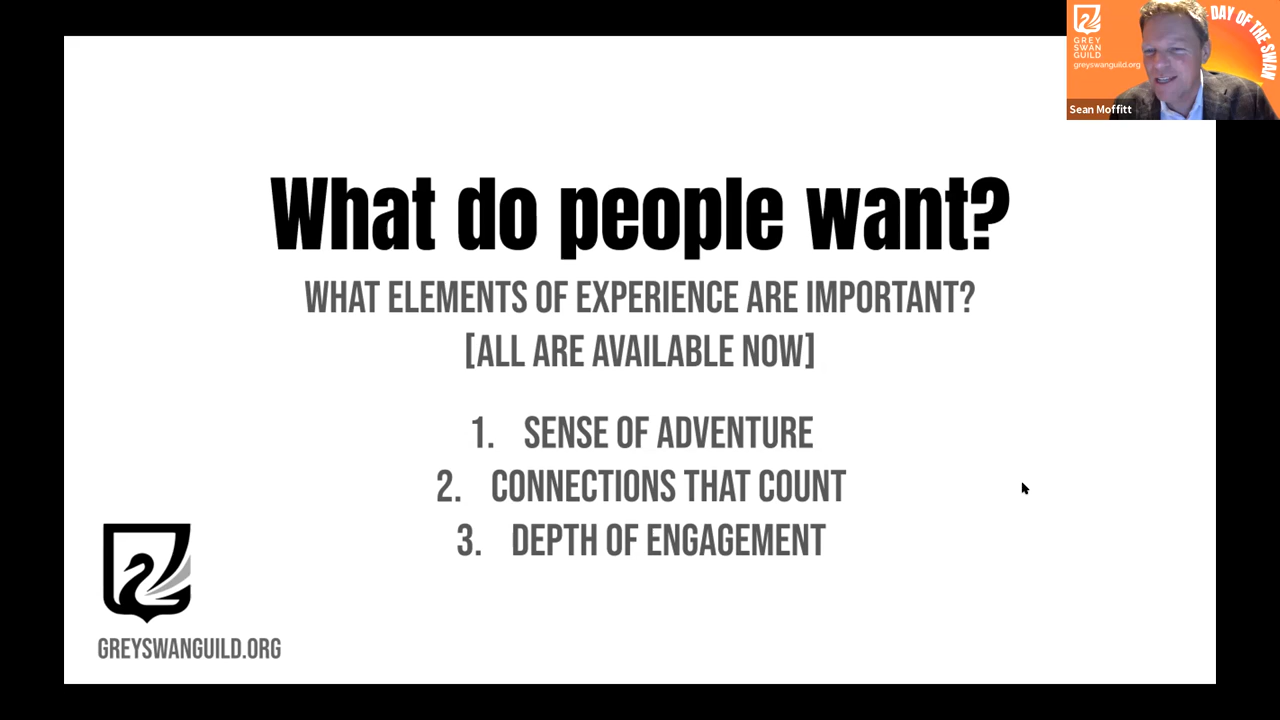 What do people want?
WHAT ELEMENTS OF EXPERIENCE ARE IMPORTANT?
[ALL ARE AVAILABLE NOW]
1. SENSE OF ADVENTURE
2. CONNECTIONS THAT COUNT
3. DEPTH OF ENGAGEMENT
GREYSWANGUILD.ORG
GREY
SWAN
GUILD
greyswanguild.org
DAY OF THE SWAN
Sean Moffitt